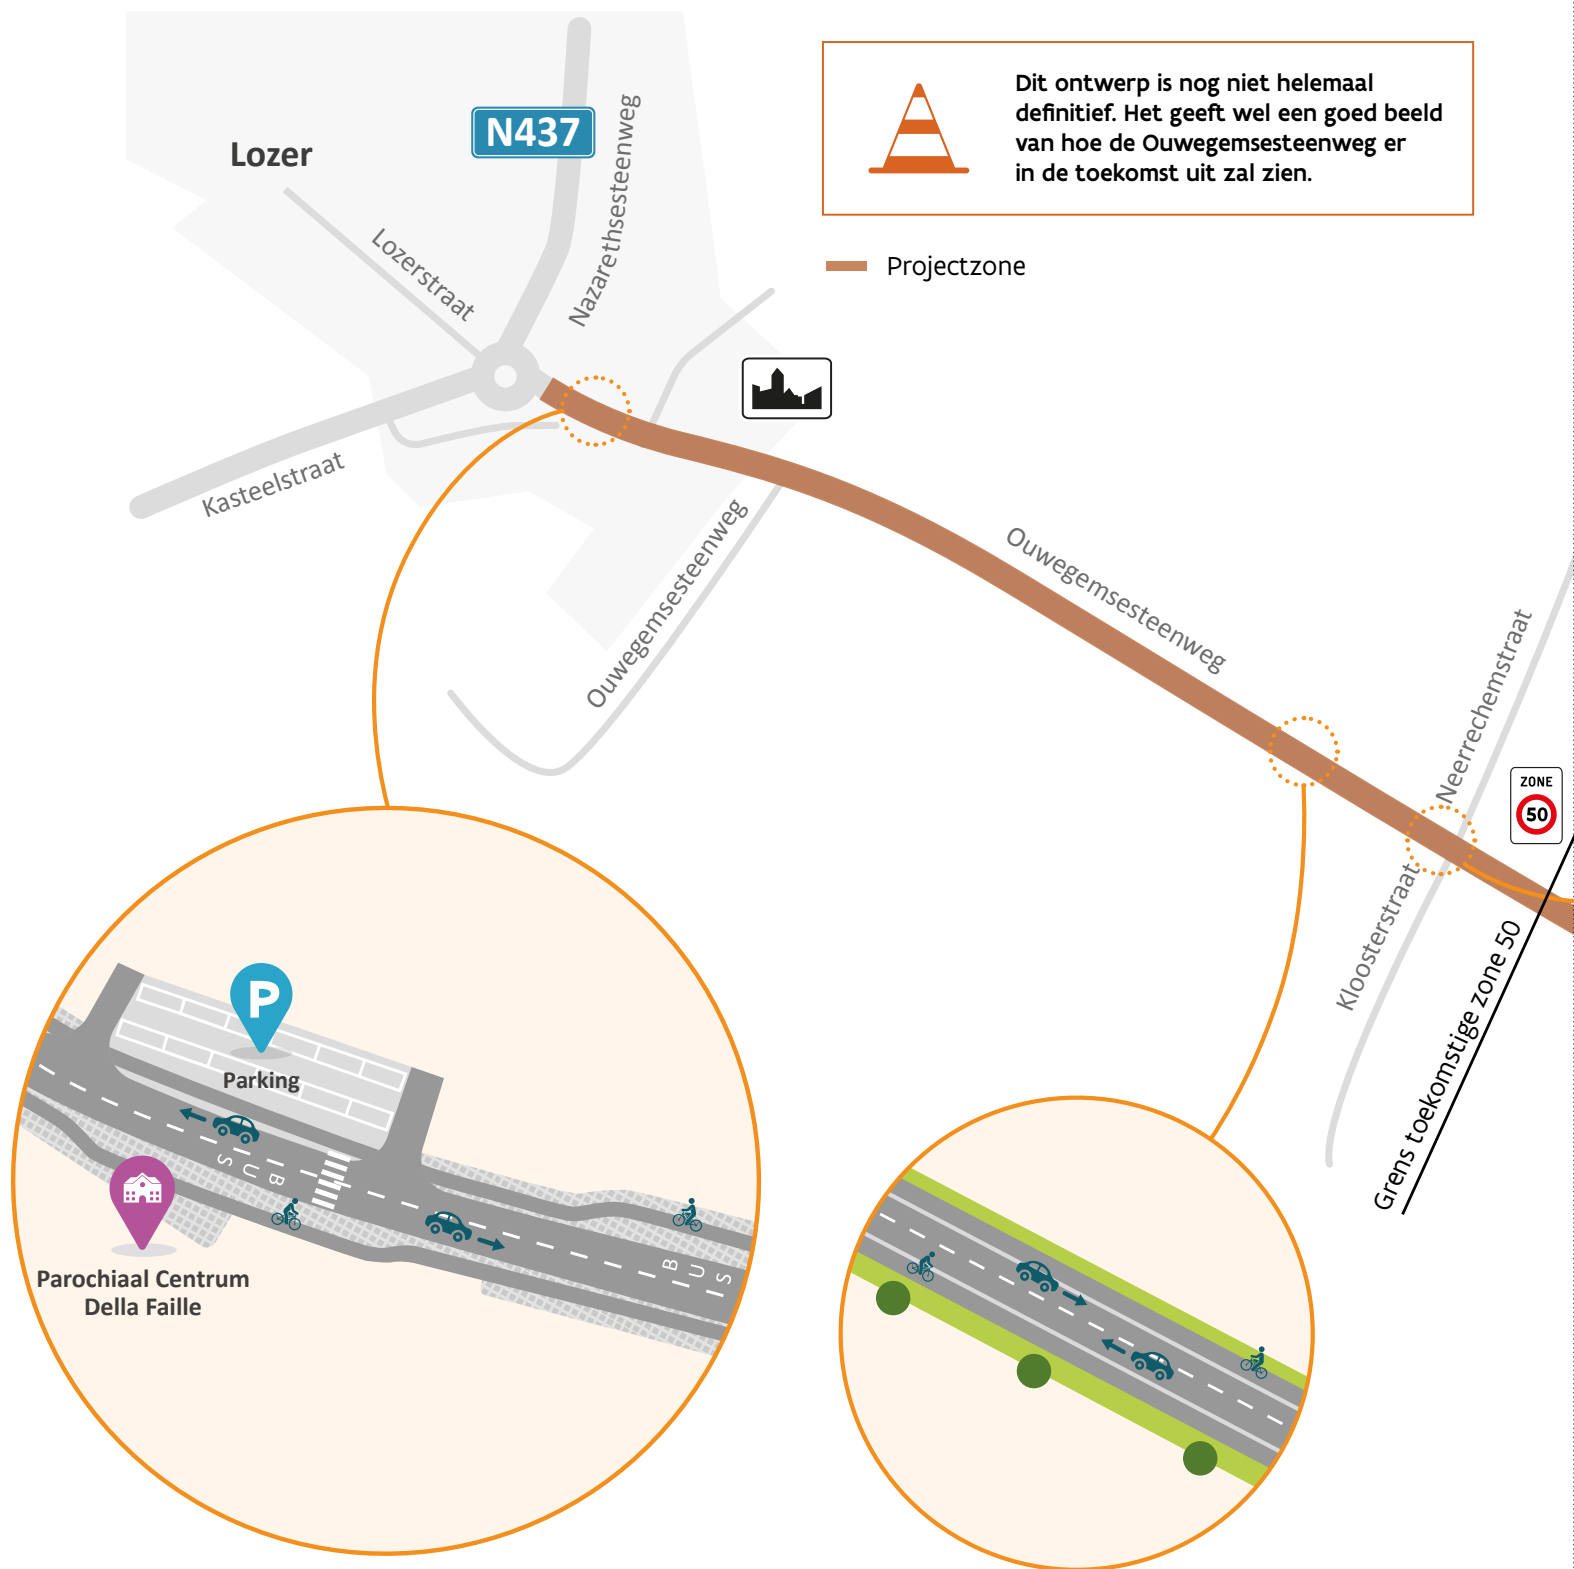 Dit ontwerp is nog niet helemaal
definitief. Het geeft wel een goed beeld
van hoe de Ouwegemsesteenweg er
in de toekomst uit zal zien.
Projectzone
N437
Lozer
Nazarethsesteenweg
Lozerstraat
Kasteelstraat
Ouwegemsesteenweg
Ouwegemsesteenweg
Neerrechemstraat
ZONE
50
Kloosterstraat
Grens toekomstige zone 50
P
Parking
BUS
BUS
Parochiaal Centrum
Della Faille